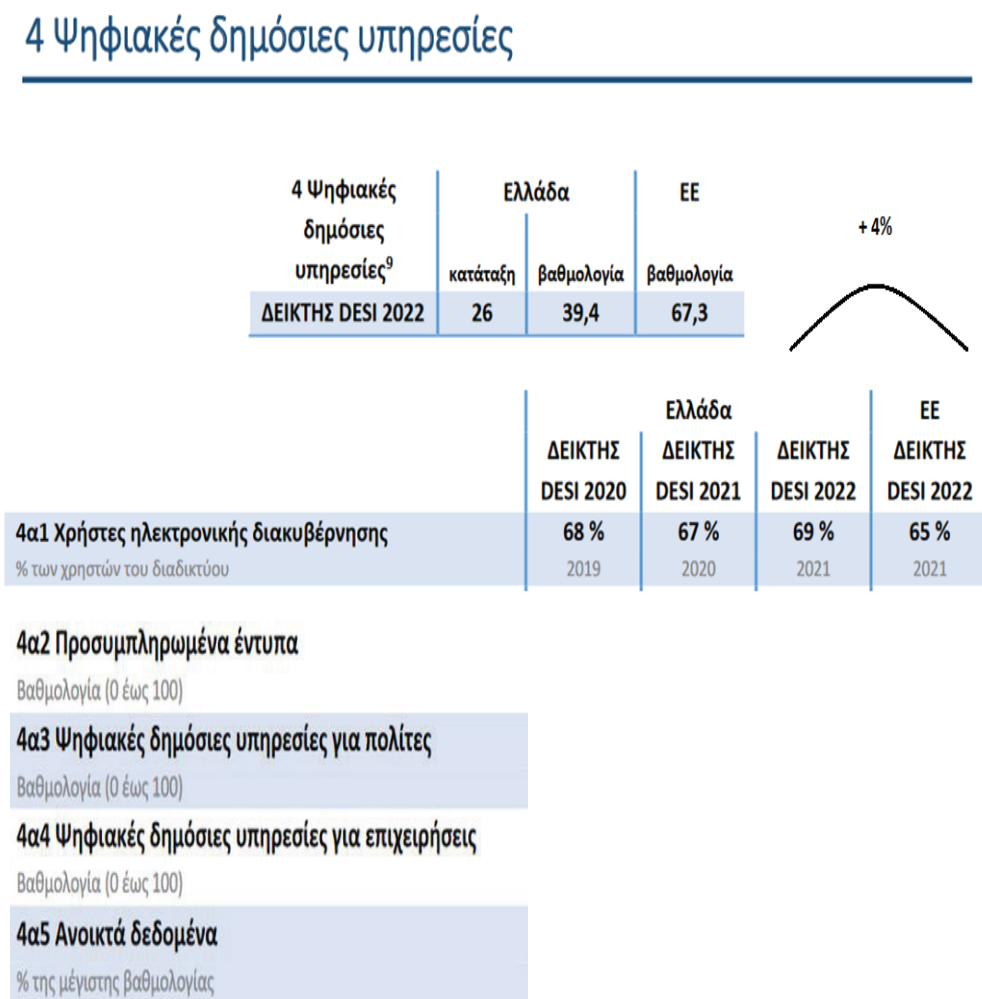 4 Ψηφιακές δημόσιες υπηρεσίες
4 Ψηφιακές Ελλάδα ΕΕ
δημόσιες
+ 4%
υπηρεσίες⁹ κατάταξη βαθμολογία βαθμολογία
ΔΕΙΚΤΗΣ DESI 2022 26 39,4 67,3
Ελλάδα ΕΕ
ΔΕΙΚΤΗΣ ΔΕΙΚΤΗΣ ΔΕΙΚΤΗΣ ΔΕΙΚΤΗΣ
DESI 2020 DESI 2021 DESI 2022 DESI 2022
4α1 Χρήστες ηλεκτρονικής διακυβέρνησης 68 % 67 % 69 % 65 %
% των χρηστών του διαδικτύου 2019 2020 2021 2021
4α2 Προσυμπληρωμένα έντυπα
Βαθμολογία (0 έως 100)
4α3 Ψηφιακές δημόσιες υπηρεσίες για πολίτες
Βαθμολογία (0 έως 100)
4α4 Ψηφιακές δημόσιες υπηρεσίες για επιχειρήσεις
Βαθμολογία (0 έως 100)
4α5 Ανοικτά δεδομένα
% της μέγιστης βαθμολογίας